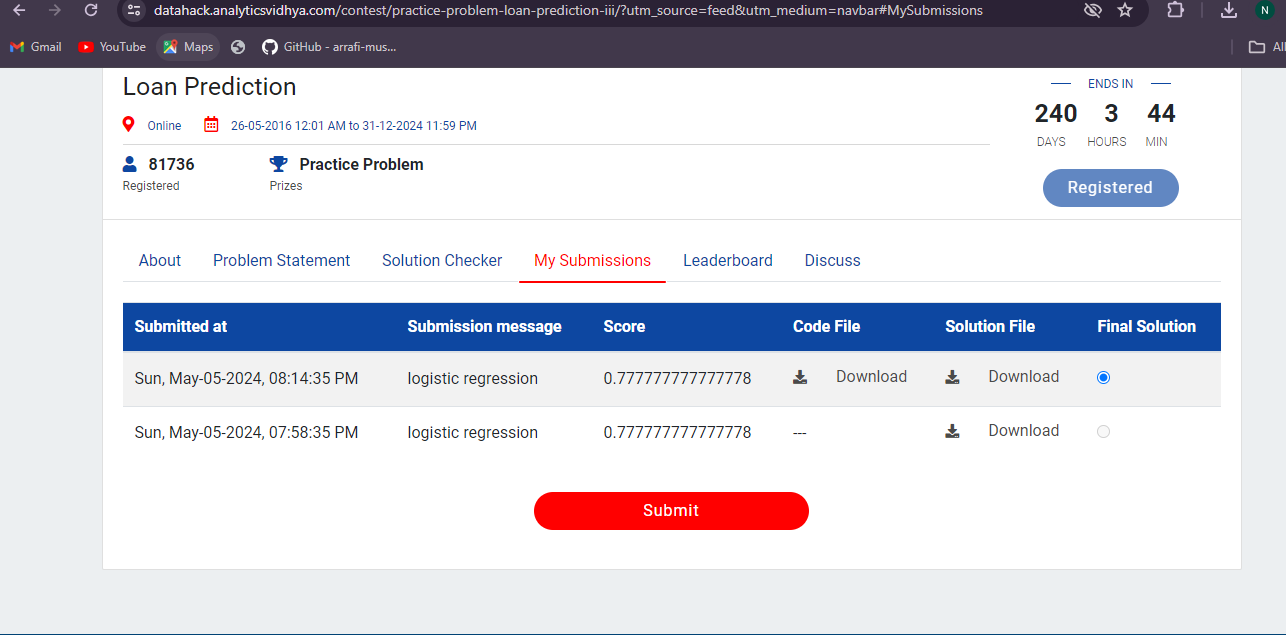 datahack.analyticsvidhya.com/contest/practice-problem-loan-prediction-iii/?utm_source=feed&utm_medium=navbar#MySubmissions
N
Gmail YouTube Maps GitHub - arrafi-mus... All
Loan Prediction
ENDS IN
Online 26-05-2016 12:01 AM to 31-12-2024 11:59 PM
240 3 44
DAYS HOURS MIN
81736 Practice Problem
Registered Prizes
Registered
About Problem Statement Solution Checker My Submissions Leaderboard Discuss
Submitted at Submission message Score Code File Solution File Final Solution
Sun, May-05-2024, 08:14:35 PM logistic regression 0.777777777777778 Download Download
Sun, May-05-2024, 07:58:35 PM logistic regression 0.777777777777778 --- Download
Submit